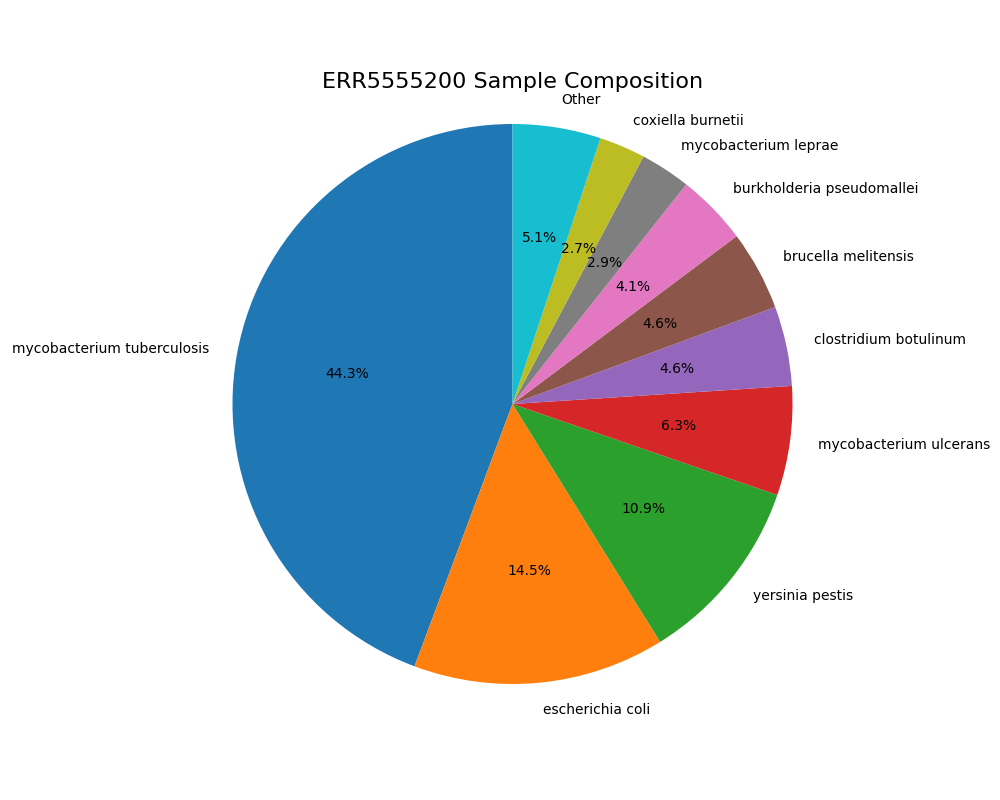 ERR5555200 Sample Composition
Other
coxiella burnetii
mycobacterium leprae
burkholderia pseudomallei
brucella melitensis
clostridium botulinum
mycobacterium ulcerans
yersinia pestis
escherichia coli
mycobacterium tuberculosis
5.1%
2.7%
2.9%
4.1%
4.6%
4.6%
6.3%
10.9%
14.5%
44.3%